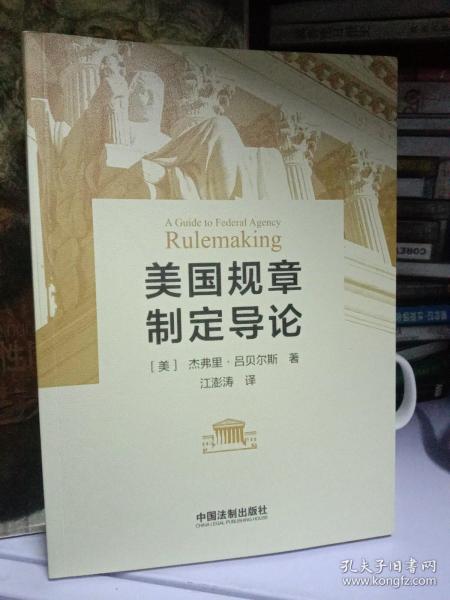 A Guide to Federal Agency
Rulemaking
美国规章
制定导论
[美] 杰弗里·吕贝尔斯 著
江澎涛 译
中国法制出版社
CHINA LEGAL PUBLISHING HOUSE
COREY
孔夫子旧书网
www.kongfz.com